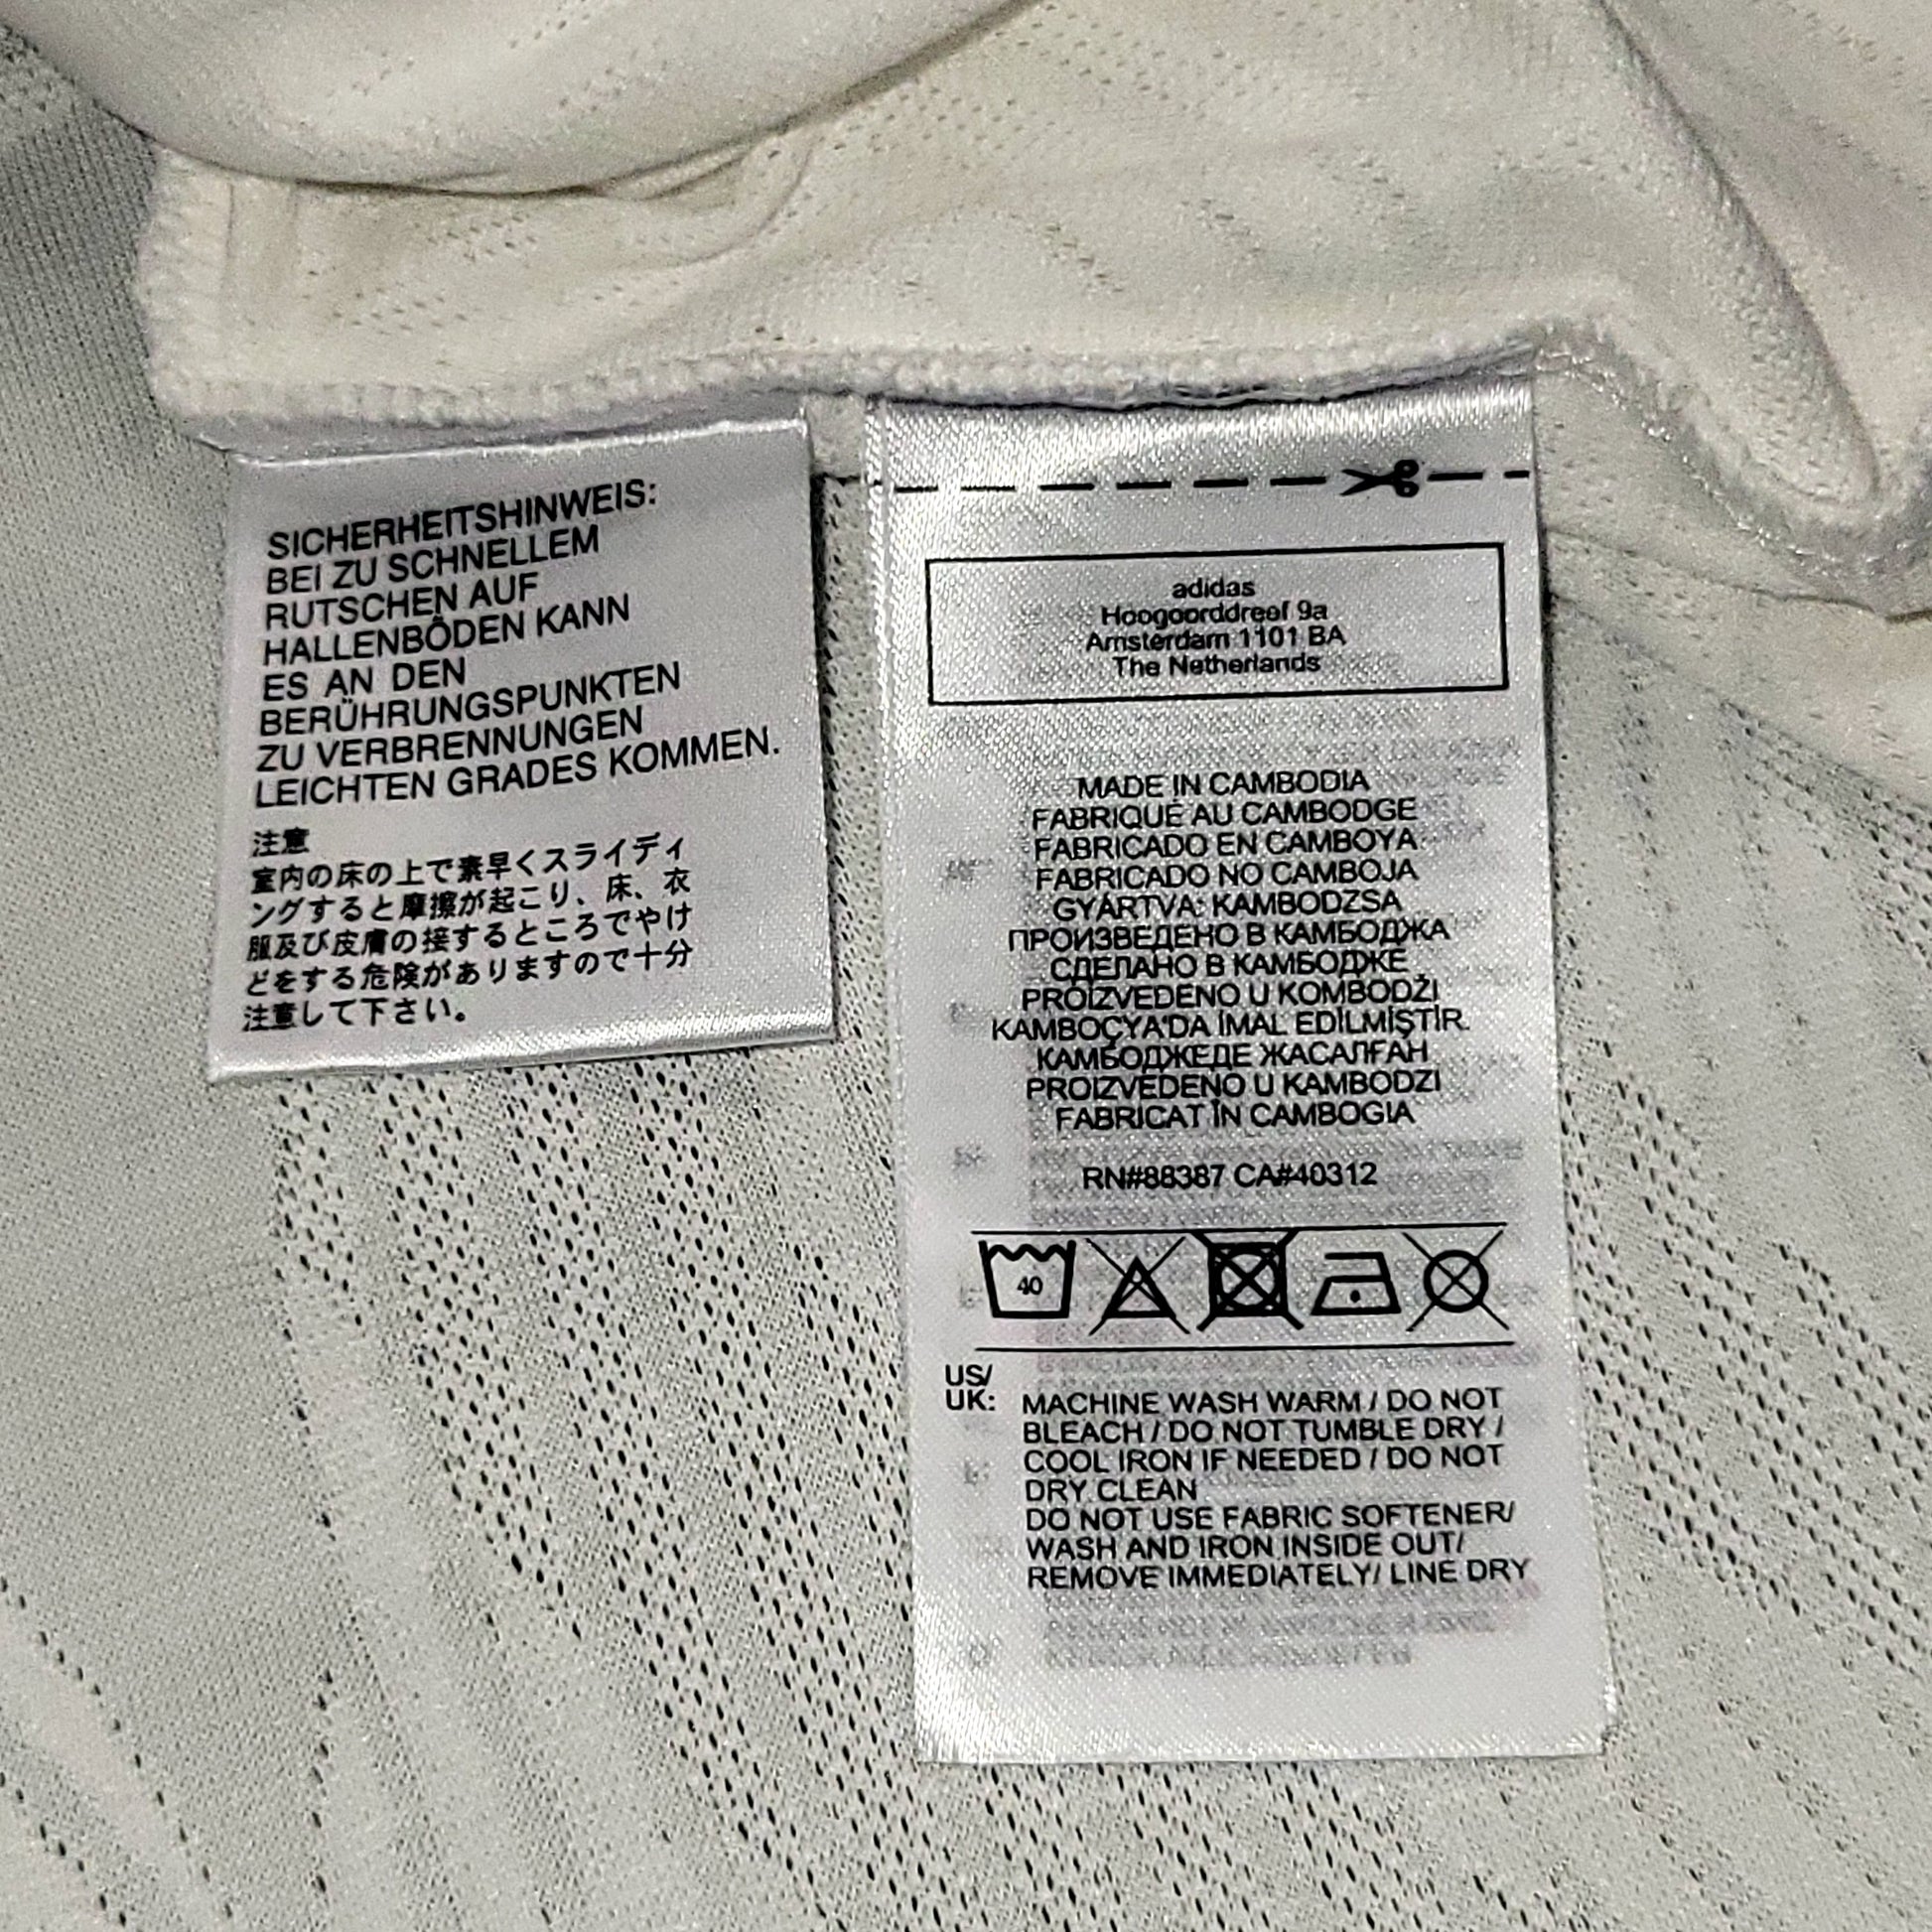 SICHERHEITSHINWEIS:
BEI ZU SCHNELLEM
RUTSCHEN AUF
HALLENBÖDEN KANN
ES AN DEN
BERÜHRUNGSPUNKTEN
ZU VERBRENNUNGEN
LEICHTEN GRADES KOMMEN.
注意
室内の床の上で素早くスライディ
ングすると摩擦が起こり、床、衣
服及び皮膚の接するところでやけ
どをする危険がありますので十分
注意して下さい。
adidas
Hoogoorddreef 9a
Amsterdam 1101 BA
The Netherlands
MADE IN CAMBODIA
FABRIQUÉ AU CAMBODGE
FABRICADO EN CAMBOYA
FABRICADO NO CAMBOJA
GYÁRTVA: KAMBODZSA
ПРОИЗВЕДЕНО В КАМБОДЖА
СДЕЛАНО В КАМБОДЖЕ
PROIZVEDENO U KOMBODŽI
KAMBOÇYA'DA İMAL EDİLMİŞTİR.
КАМБОДЖЕДЕ ЖАСАЛҒАН
PROIZVEDENO U KAMBODZI
FABRICAT ÎN CAMBOGIA
RN#88387 CA#40312
40
US/
UK: MACHINE WASH WARM / DO NOT
BLEACH / DO NOT TUMBLE DRY /
COOL IRON IF NEEDED / DO NOT
DRY CLEAN
DO NOT USE FABRIC SOFTENER/
WASH AND IRON INSIDE OUT/
REMOVE IMMEDIATELY/ LINE DRY